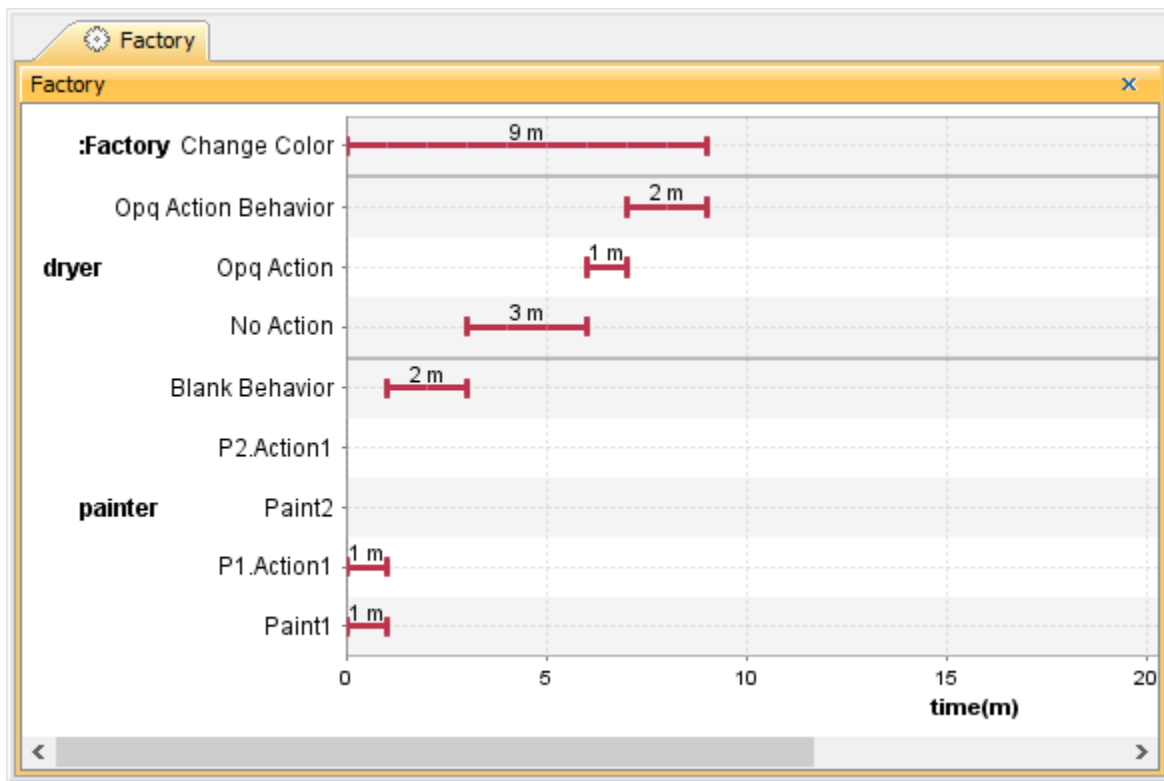 Factory
Factory
:Factory Change Color 9 m
Opq Action Behavior 2 m
dryer Opq Action 1 m
No Action 3 m
Blank Behavior 2 m
P2.Action1
painter Paint2
P1.Action1 1 m
Paint1 1 m
0 5 10 15 20
time(m)